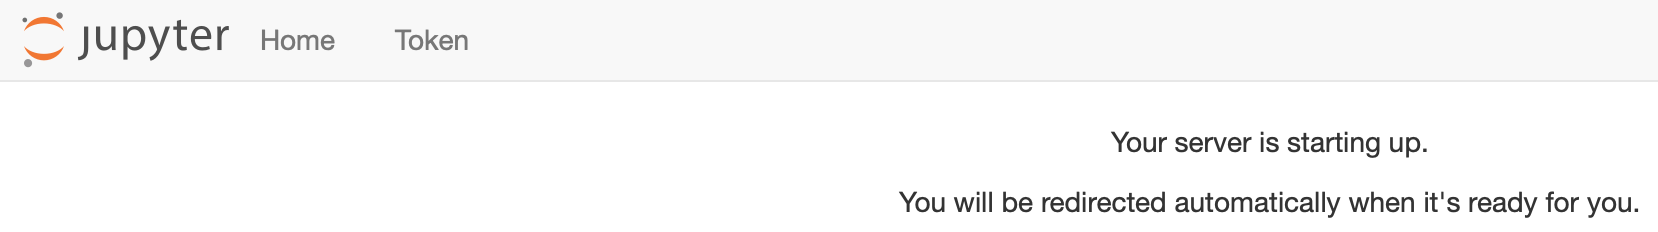 jupyter Home Token
Your server is starting up.
You will be redirected automatically when it's ready for you.